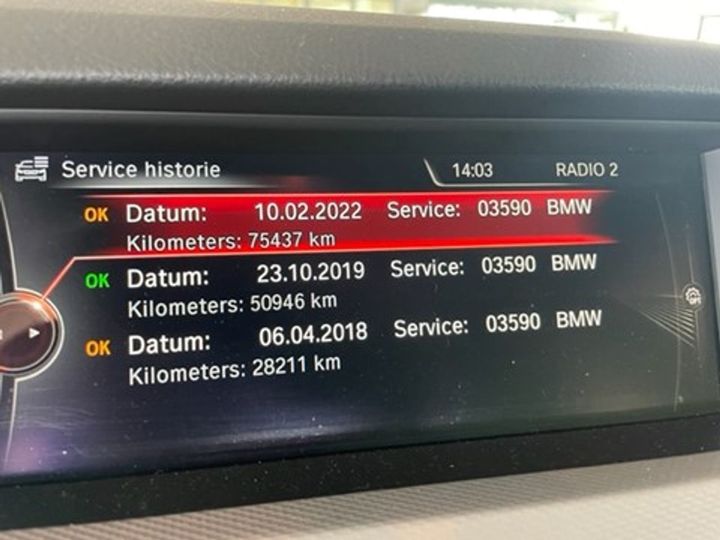 Service historie 14:03 RADIO 2
OK Datum: 10.02.2022 Service: 03590 BMW
Kilometers: 75437 km
OK Datum: 23.10.2019 Service: 03590 BMW
Kilometers: 50946 km
OK Datum: 06.04.2018 Service: 03590 BMW
Kilometers: 28211 km
OFF